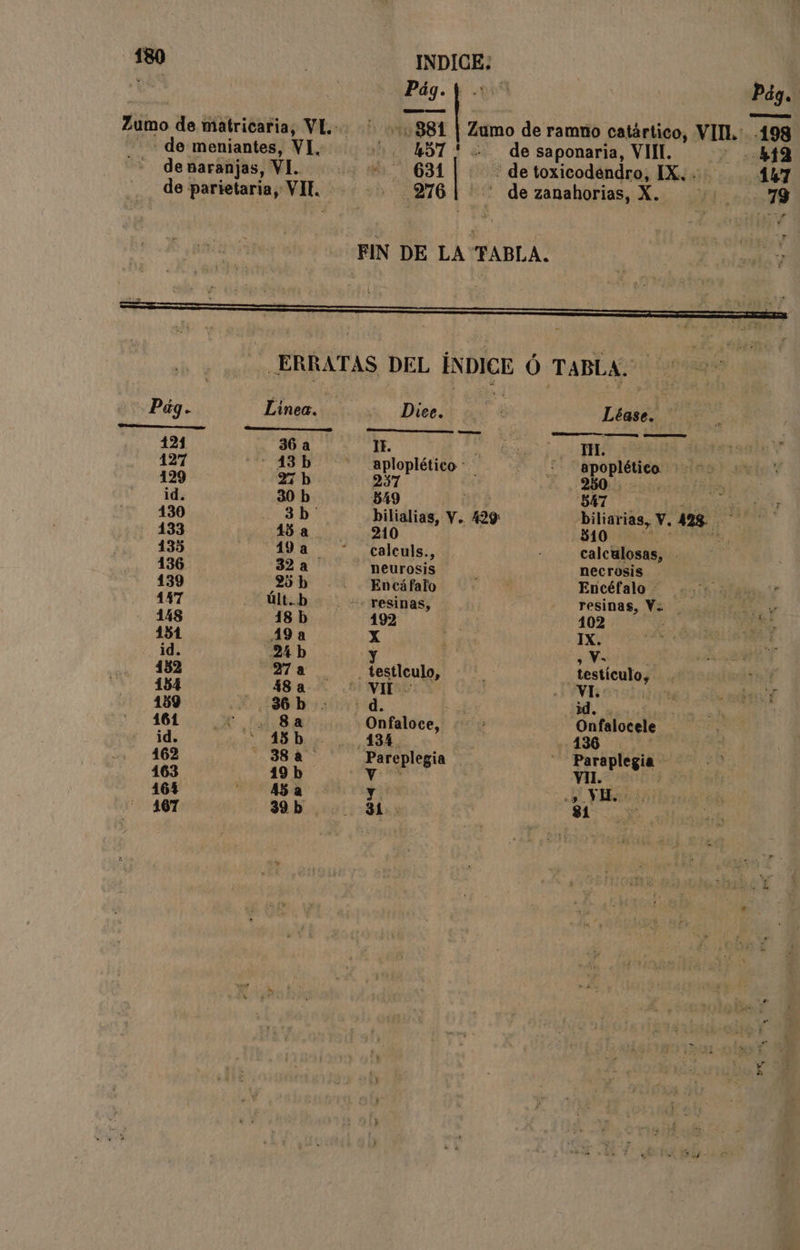 180 INDICE.
Pág. Pág.
Zumo de matricaria, VI. 381
de meniantes, VI. 457
de naranjas, VI. 631
de parietaria, VII. 276
Zumo de ramno catártico, VIII. 198
de saponaria, VIII. 412
de toxicodendro, IX. 147
de zanahorias, X. 79
FIN DE LA TABLA.
ERRATAS DEL ÍNDICE Ó TABLA.
Pág. Linea. Dice. Léase.
121 36 a II. III.
127 13 b aploplético apoplético
129 27 b 237 250
id. 30 b 549 547
130 3 b bilialias, V. 429 biliarias, V. 428.
133 15 a 210 510
135 19 a calculs., calculosas,
136 32 a neurosis necrosis
139 25 b Encáfalo Encéfalo
147 últ. b resinas, resinas, V.
148 18 b 192 102
151 19 a X IX.
id. 24 b y , V.
152 27 a testlculo, testículo,
154 48 a VII VI.
159 36 b d. id.
161 8 a Onfaloce, Onfalocele
id. 15 b 134 136
162 38 a Pareplegia Paraplegia
163 19 b V VII.
164 45 a y , VII.
167 39 b 31 81